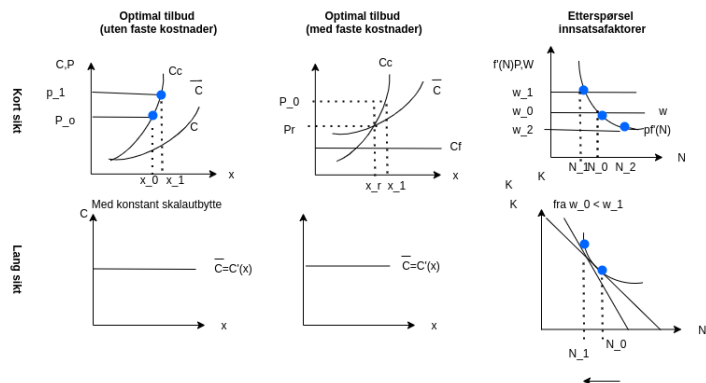 Optimal tilbud
(uten faste kostnader)
Optimal tilbud
(med faste kostnader)
Etterspørsel
innsatsafaktorer
Kort sikt
C,P
p_1
P_o
Cc
C
C
x_0 x_1
x
P_0
Pr
Cc
C
Cf
x_r x_1
x
f'(N)P,W
w_1
w_0
w_2
w
pf'(N)
N_1
N_0
N_2
N
K
K
Lang sikt
Med konstant skalautbytte
C
C=C'(x)
x
C=C'(x)
x
K
fra w_0 < w_1
N_1
N_0
N